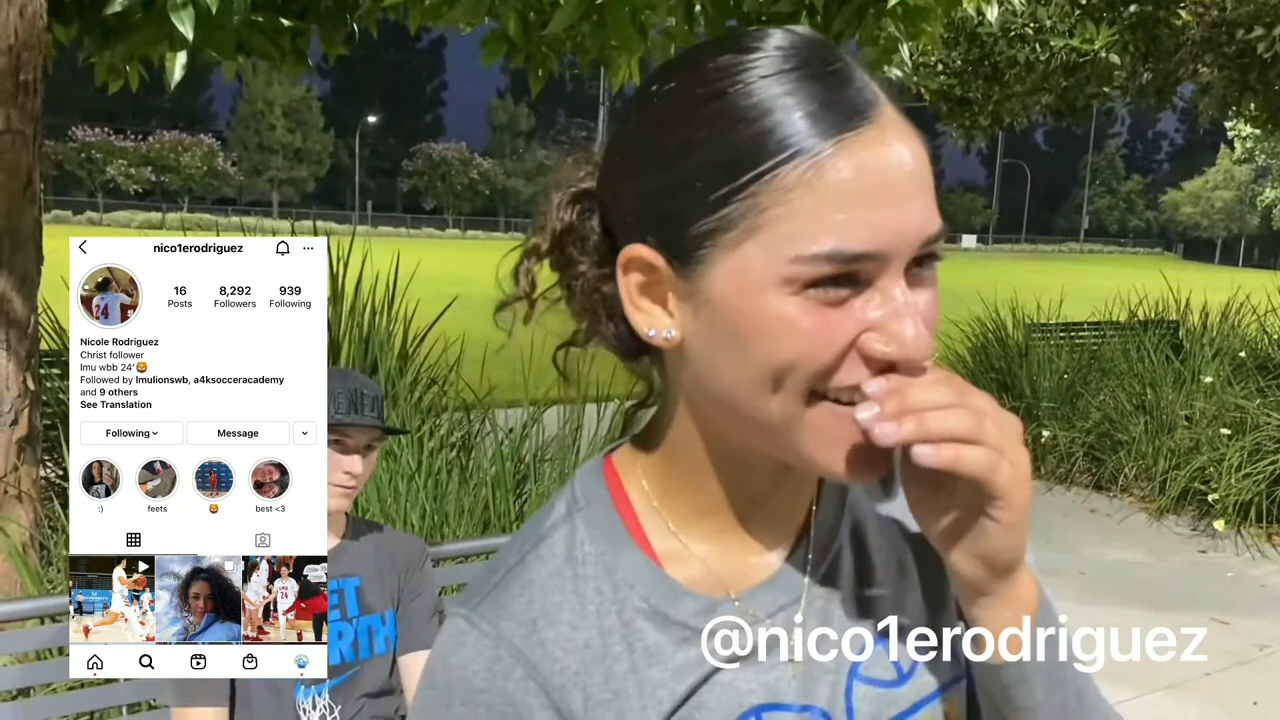 nico1erodriguez
16 8,292 939
Posts Followers Following
Nicole Rodriguez
Christ follower
lmu wbb 24’🦁
Followed by lmulionswb, a4ksocceracademy
and 9 others
See Translation
Following Message
:) feets 🦁 best <3
24
@nico1erodriguez